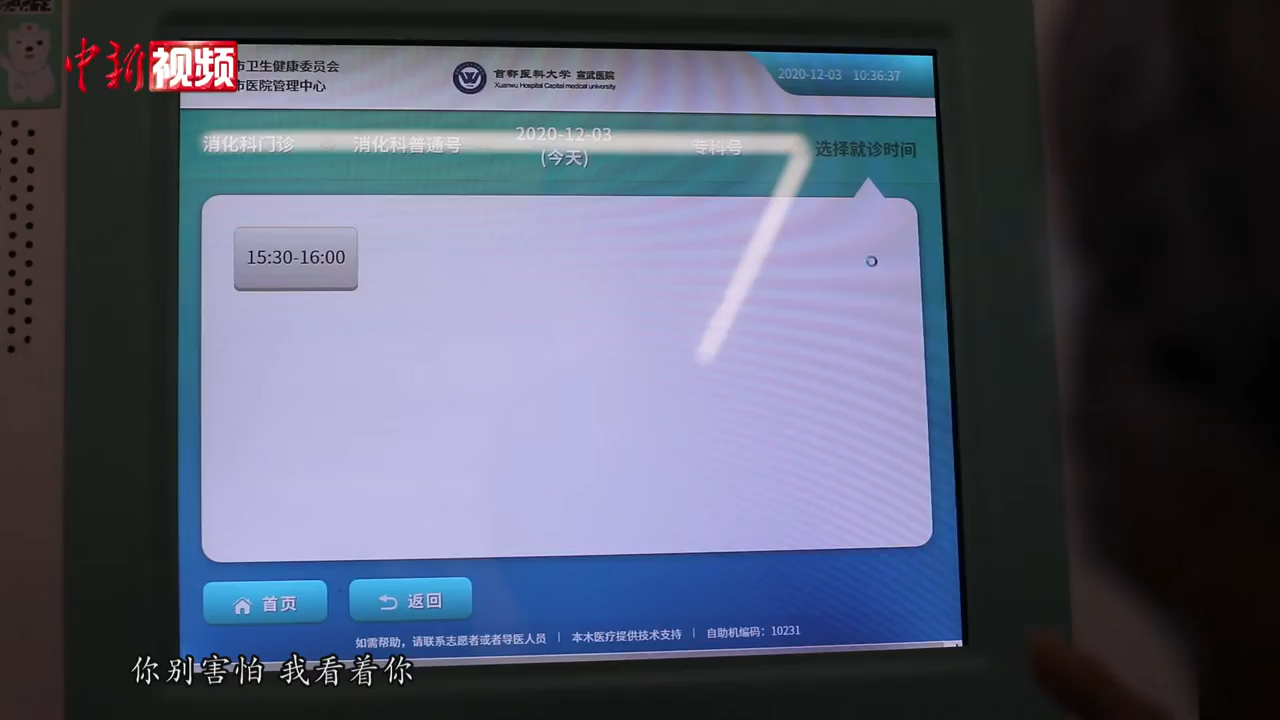 中新视频
市卫生健康委员会
市医院管理中心
首都医科大学 宣武医院
Xuanwu Hospital Capital medical university
2020-12-03 10:36:37
消化科门诊
消化科普通号
2020-12-03
(今天)
专科号
选择就诊时间
15:30-16:00
首页
返回
如需帮助，请联系志愿者或者导医人员 | 本木医疗提供技术支持 | 自助机编码：10231
你别害怕 我看着你